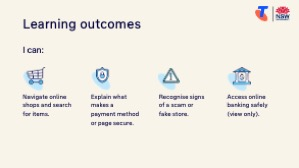 Learning outcomes
I can:
Navigate online
shops and search
for items.
Explain what
makes a
payment method
or page secure.
Recognise signs
of a scam or
fake store.
Access online
banking safely
(view only).
NSW